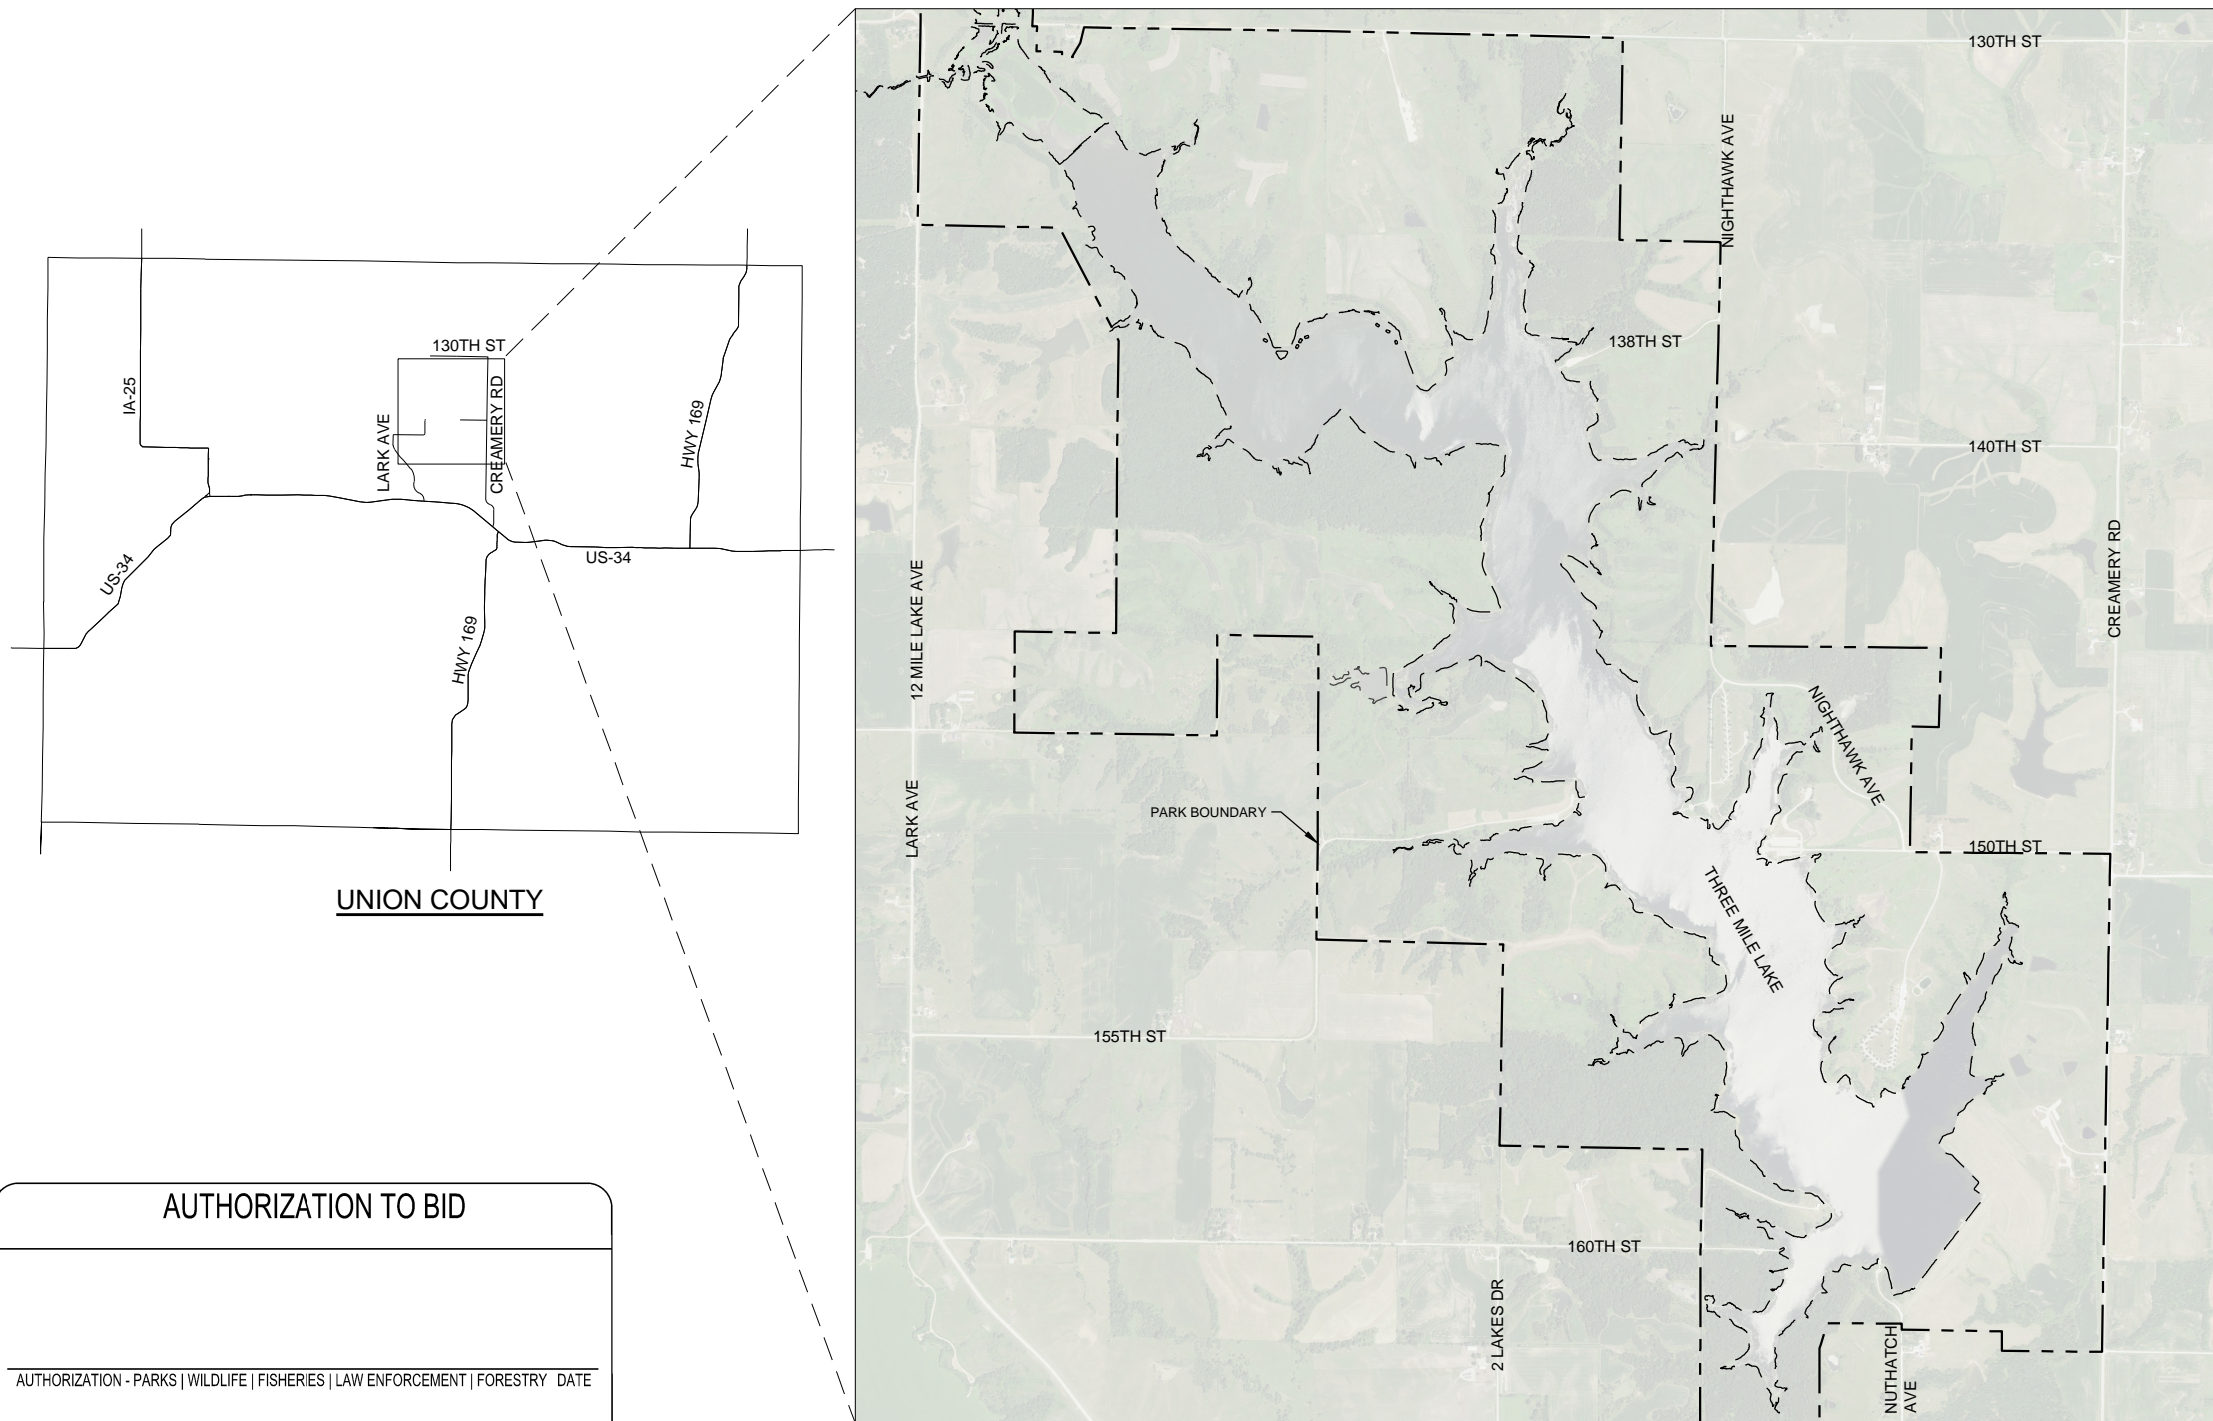 130TH ST
IA-25
LARK AVE
CREAMERY RD
HWY 169
US-34
US-34
HWY 169
UNION COUNTY
AUTHORIZATION TO BID
AUTHORIZATION - PARKS | WILDLIFE | FISHERIES | LAW ENFORCEMENT | FORESTRY DATE
130TH ST
NIGHTHAWK AVE
138TH ST
140TH ST
CREAMERY RD
12 MILE LAKE AVE
NIGHTHAWK AVE
LARK AVE
PARK BOUNDARY
150TH ST
THREE MILE LAKE
155TH ST
160TH ST
2 LAKES DR
NUTHATCH
AVE